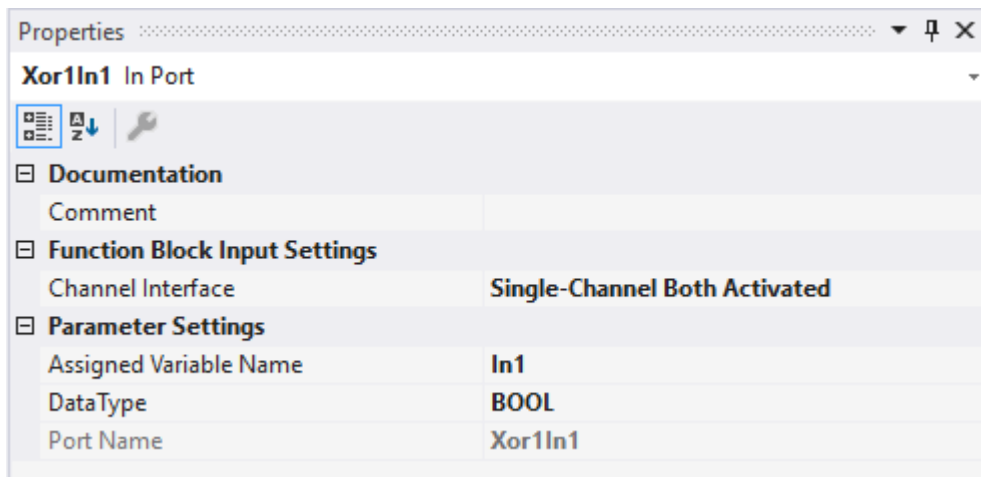 Properties
Xor1In1 In Port
Documentation
Comment
Function Block Input Settings
Channel Interface Single-Channel Both Activated
Parameter Settings
Assigned Variable Name In1
DataType BOOL
Port Name Xor1In1